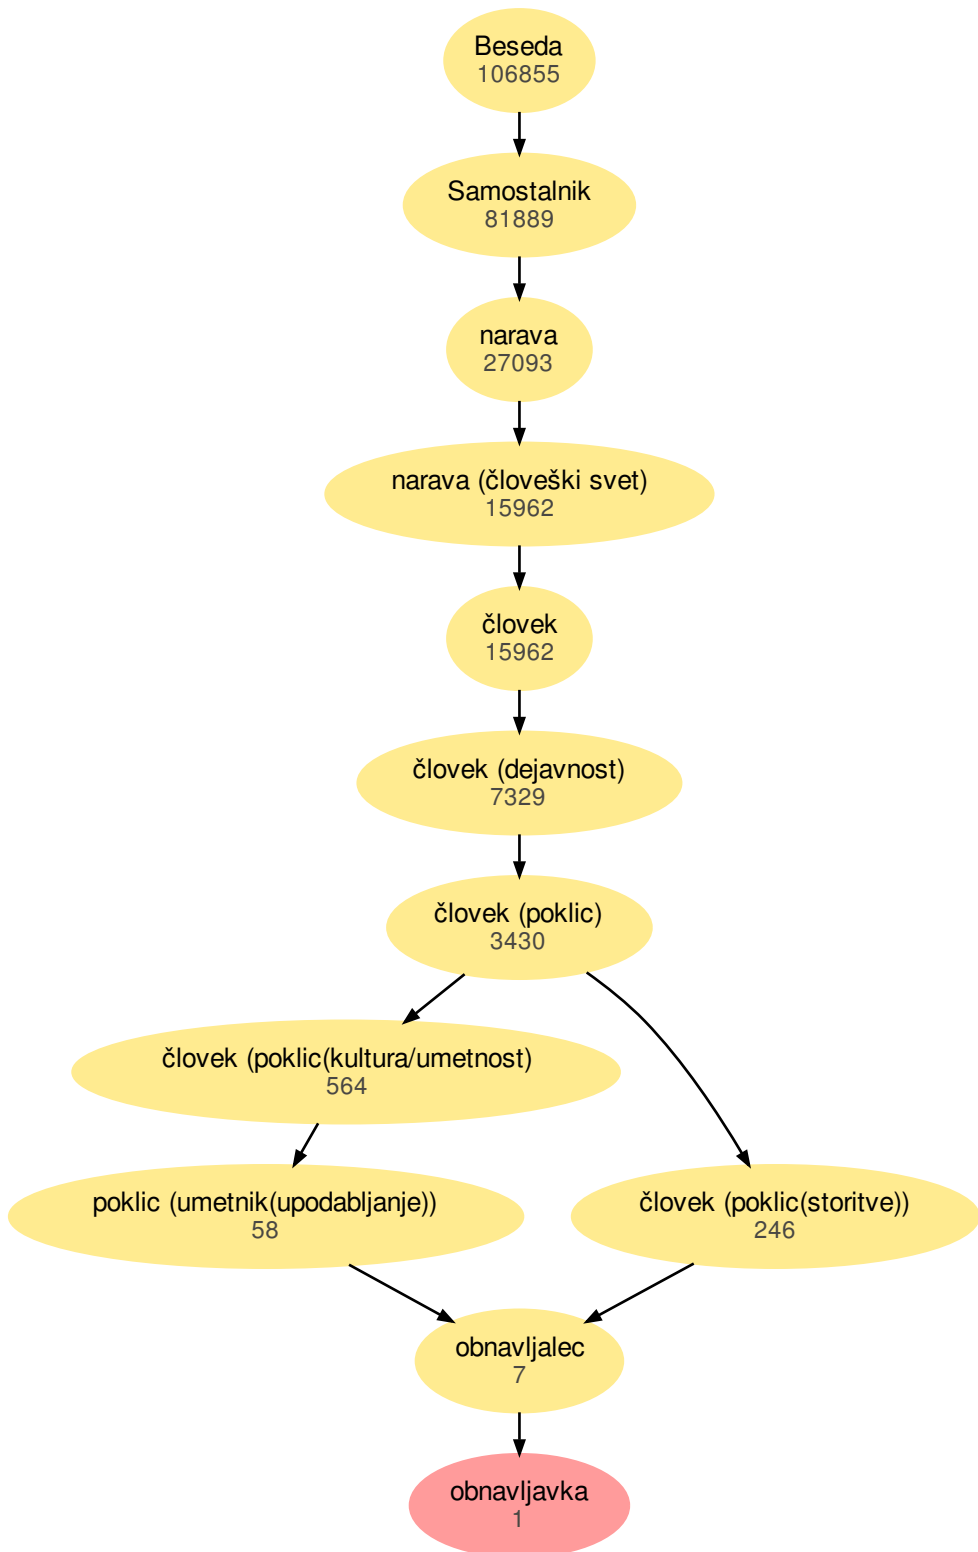 Beseda
106855
Samostalnik
81889
narava
27093
narava (človeški svet)
15962
človek
15962
človek (dejavnost)
7329
človek (poklic)
3430
človek (poklic(kultura/umetnost)
564
poklic (umetnik(upodabljanje))
58
človek (poklic(storitve))
246
obnavljalec
7
obnavljavka
1